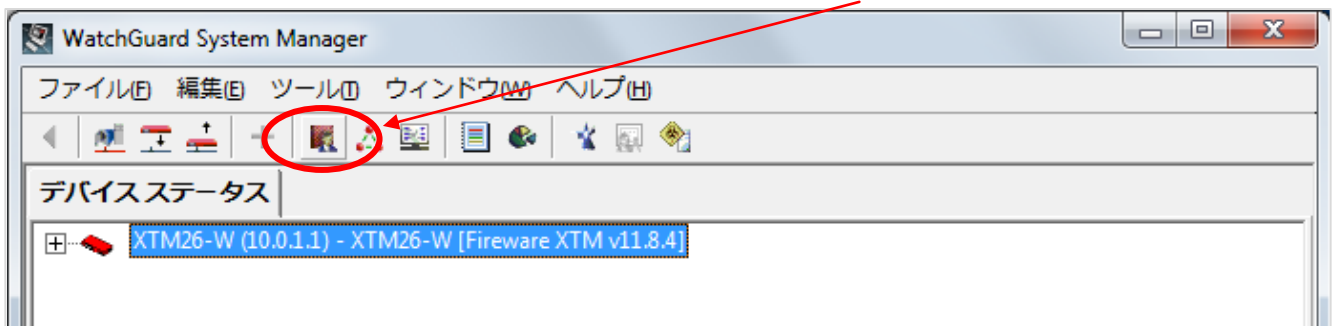 WatchGuard System Manager
ファイル(F) 編集(E) ツール(T) ウィンドウ(W) ヘルプ(H)
デバイス ステータス
XTM26-W (10.0.1.1) - XTM26-W [Fireware XTM v11.8.4]